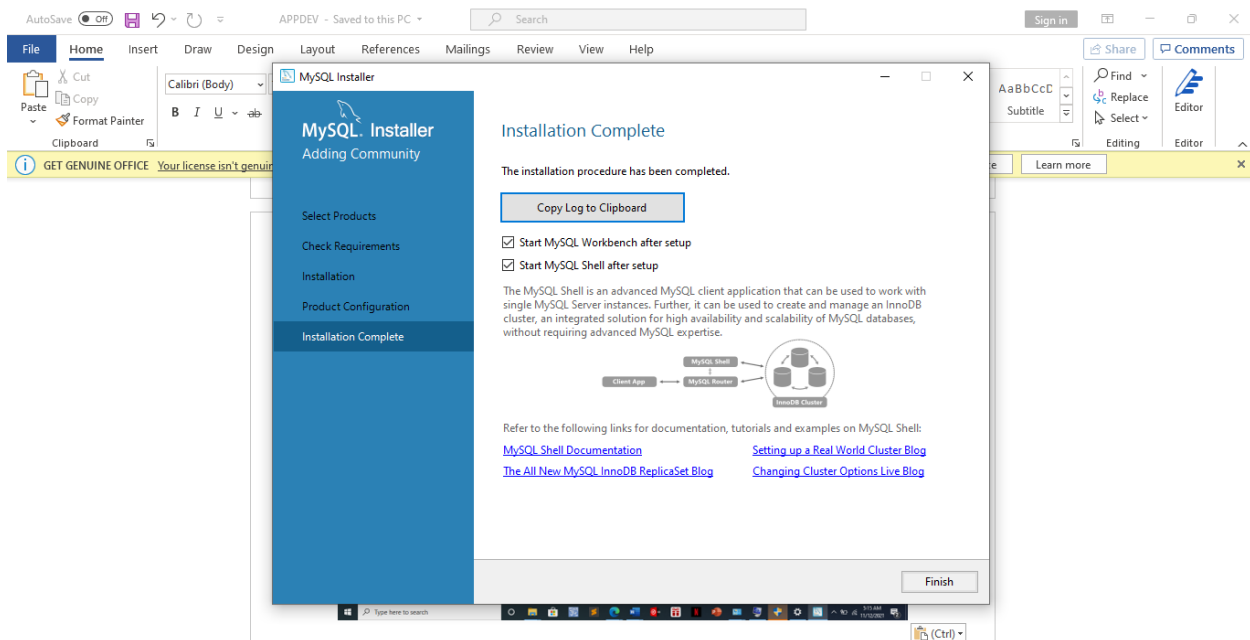 AutoSave Off APPDEV - Saved to this PC Search Sign in
File Home Insert Draw Design Layout References Mailings Review View Help Share Comments
Paste
Cut
Copy
Format Painter
Clipboard
Calibri (Body)
B I U ab
AaBbCcD
Subtitle
Find
Replace
Select
Editing
Editor
Editor
GET GENUINE OFFICE Your license isn't genuin
Learn more
MySQL Installer
MySQL. Installer
Adding Community
Select Products
Check Requirements
Installation
Product Configuration
Installation Complete
Installation Complete
The installation procedure has been completed.
Copy Log to Clipboard
Start MySQL Workbench after setup
Start MySQL Shell after setup
The MySQL Shell is an advanced MySQL client application that can be used to work with
single MySQL Server instances. Further, it can be used to create and manage an InnoDB
cluster, an integrated solution for high availability and scalability of MySQL databases,
without requiring advanced MySQL expertise.
MySQL Shell
Client App MySQL Router
InnoDB Cluster
Refer to the following links for documentation, tutorials and examples on MySQL Shell:
MySQL Shell Documentation Setting up a Real World Cluster Blog
The All New MySQL InnoDB ReplicaSet Blog Changing Cluster Options Live Blog
Finish
Type here to search
(Ctrl)